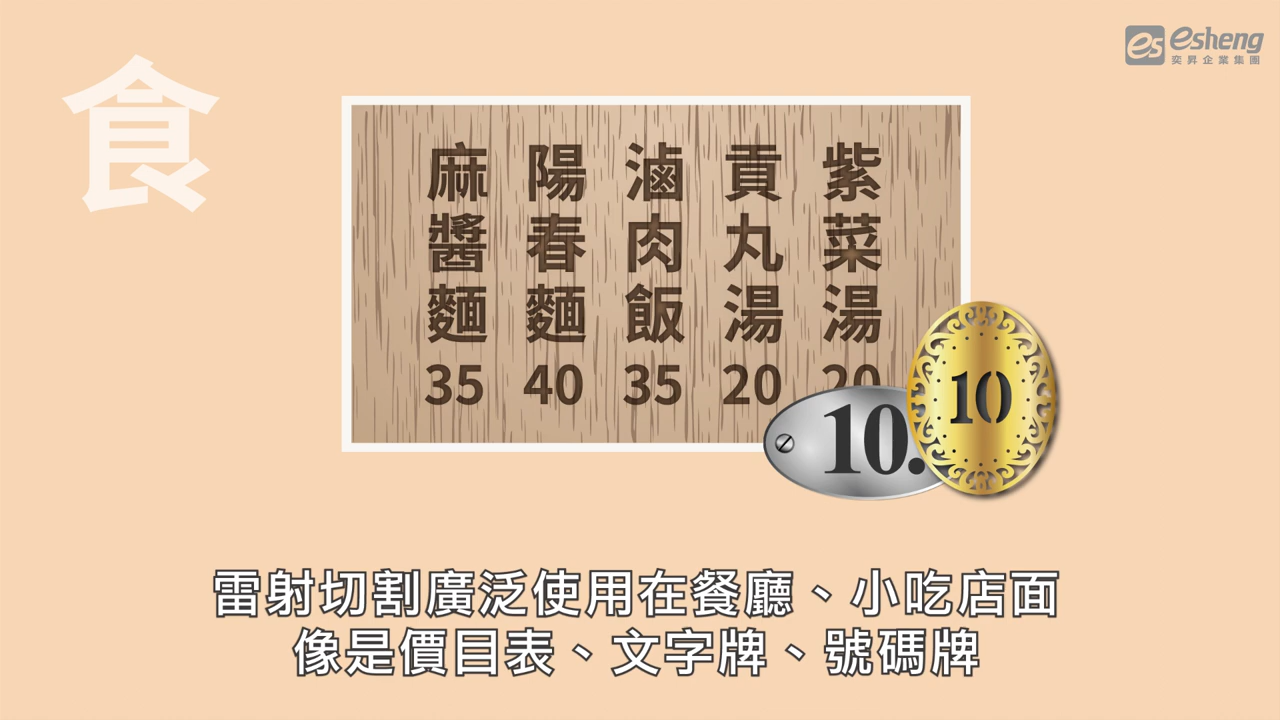 食
esheng
奕昇企業集團
麻醬麵 35
陽春麵 40
滷肉飯 35
貢丸湯 20
紫菜湯 20
10.
10
雷射切割廣泛使用在餐廳、小吃店面
像是價目表、文字牌、號碼牌